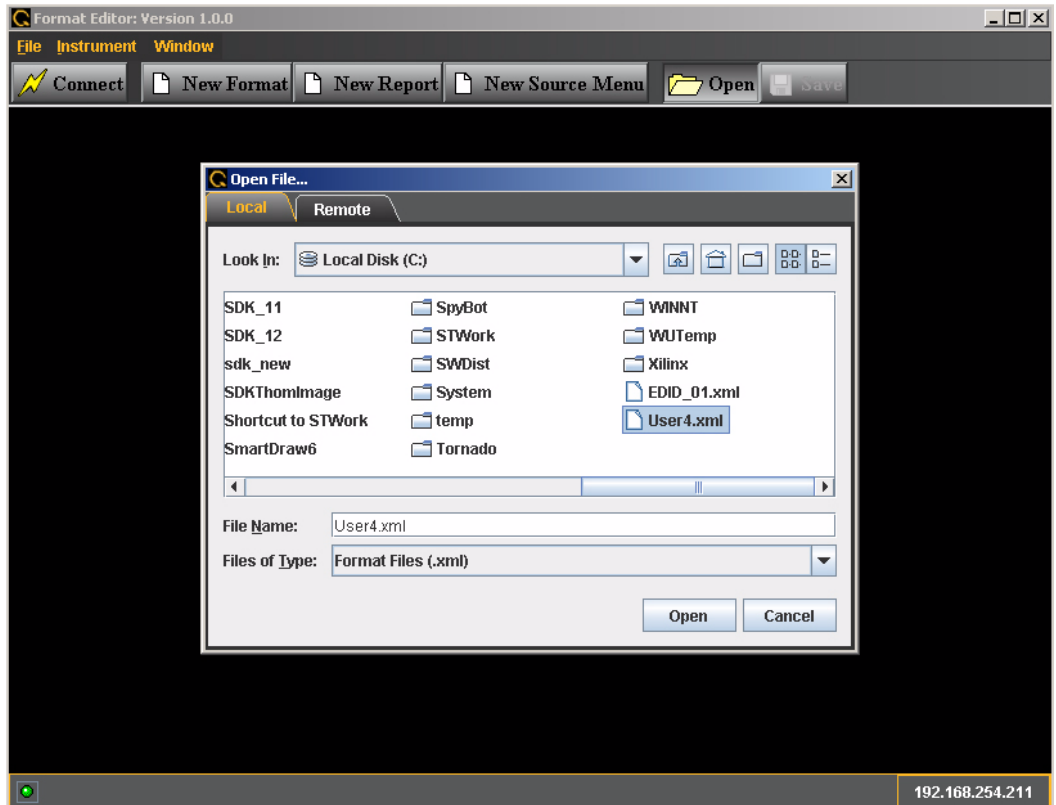 Format Editor: Version 1.0.0
File Instrument Window
Connect New Format New Report New Source Menu Open Save
Open File...
Local Remote
Look In: Local Disk (C:)
SDK_11 SpyBot WINNT
SDK_12 STWork WUTemp
sdk_new SWDist Xilinx
SDKThomImage System EDID_01.xml
Shortcut to STWork temp User4.xml
SmartDraw6 Tornado
File Name: User4.xml
Files of Type: Format Files (.xml)
Open Cancel
192.168.254.211